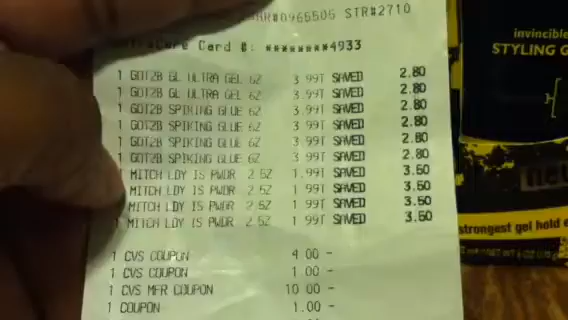 #0965505 STR#2710
Care Card #: ********4933
1 GOT2B GL ULTRA GEL 6Z 3.99T SAVED 2.80
1 GOT2B GL ULTRA GEL 6Z 3.99T SAVED 2.80
1 GOT2B SPIKING GLUE 6Z 3.99T SAVED 2.80
1 GOT2B SPIKING GLUE 6Z 3.99T SAVED 2.80
1 GOT2B SPIKING GLUE 6Z 3.99T SAVED 2.80
1 GOT2B SPIKING GLUE 6Z 3.99T SAVED 2.80
1 MITCH LDY IS PWDR 2.5Z 1.99T SAVED 3.50
1 MITCH LDY IS PWDR 2.5Z 1.99T SAVED 3.50
1 MITCH LDY IS PWDR 2.5Z 1.99T SAVED 3.50
1 MITCH LDY IS PWDR 2.5Z 1.99T SAVED 3.50
1 CVS COUPON 4.00 -
1 CVS COUPON 1.00 -
1 CVS MFR COUPON 10.00 -
1 COUPON 1.00 -
invincible
STYLING G
strongest gel hold